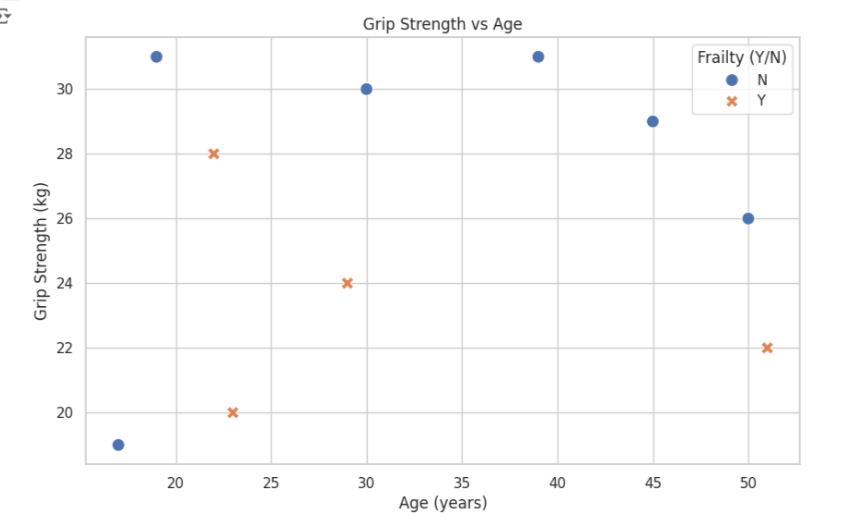 Grip Strength vs Age
Frailty (Y/N)
N
Y
Grip Strength (kg)
30
28
26
24
22
20
20 25 30 35 40 45 50
Age (years)